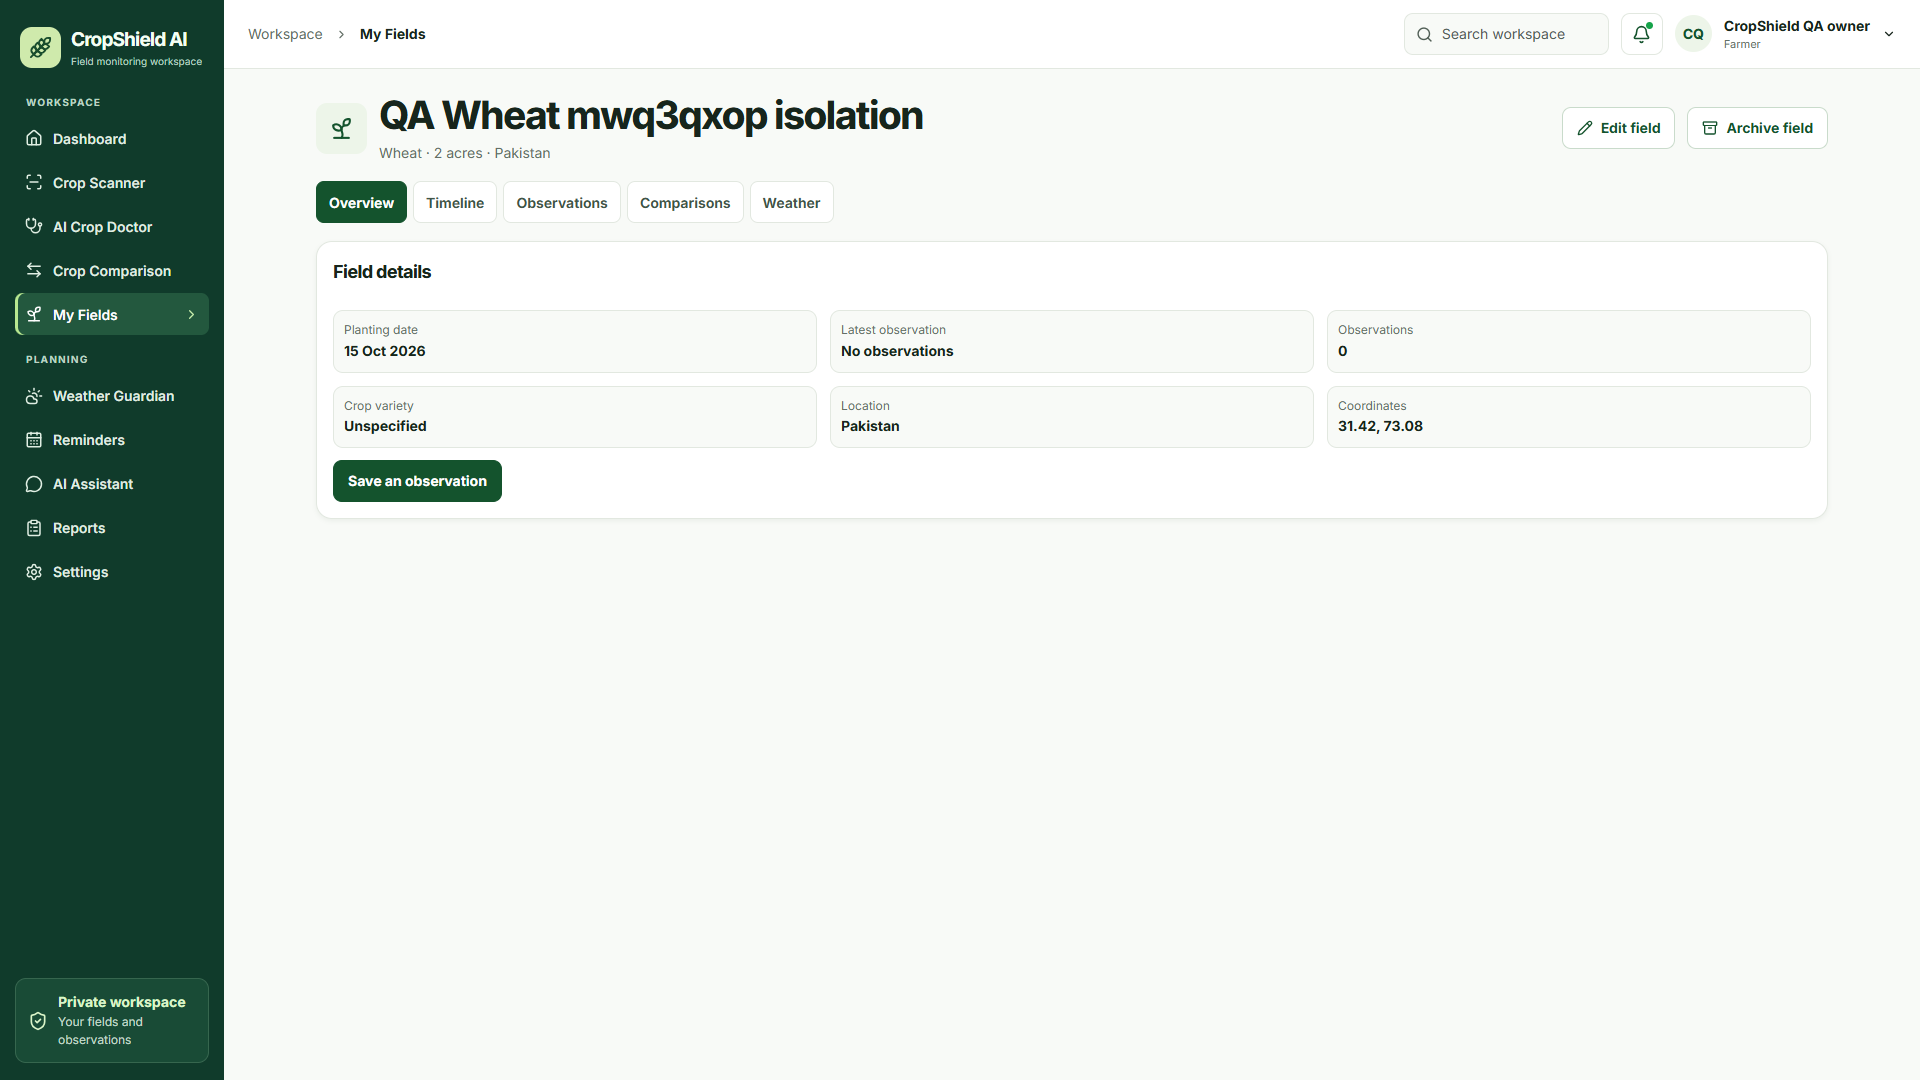 CropShield AI
Field monitoring workspace
WORKSPACE
Dashboard
Crop Scanner
AI Crop Doctor
Crop Comparison
My Fields
PLANNING
Weather Guardian
Reminders
AI Assistant
Reports
Settings
Private workspace
Your fields and
observations
Workspace
My Fields
Search workspace
CQ
CropShield QA owner
Farmer
QA Wheat mwq3qxop isolation
Wheat · 2 acres · Pakistan
Edit field
Archive field
Overview
Timeline
Observations
Comparisons
Weather
Field details
Planting date
15 Oct 2026
Latest observation
No observations
Observations
0
Crop variety
Unspecified
Location
Pakistan
Coordinates
31.42, 73.08
Save an observation